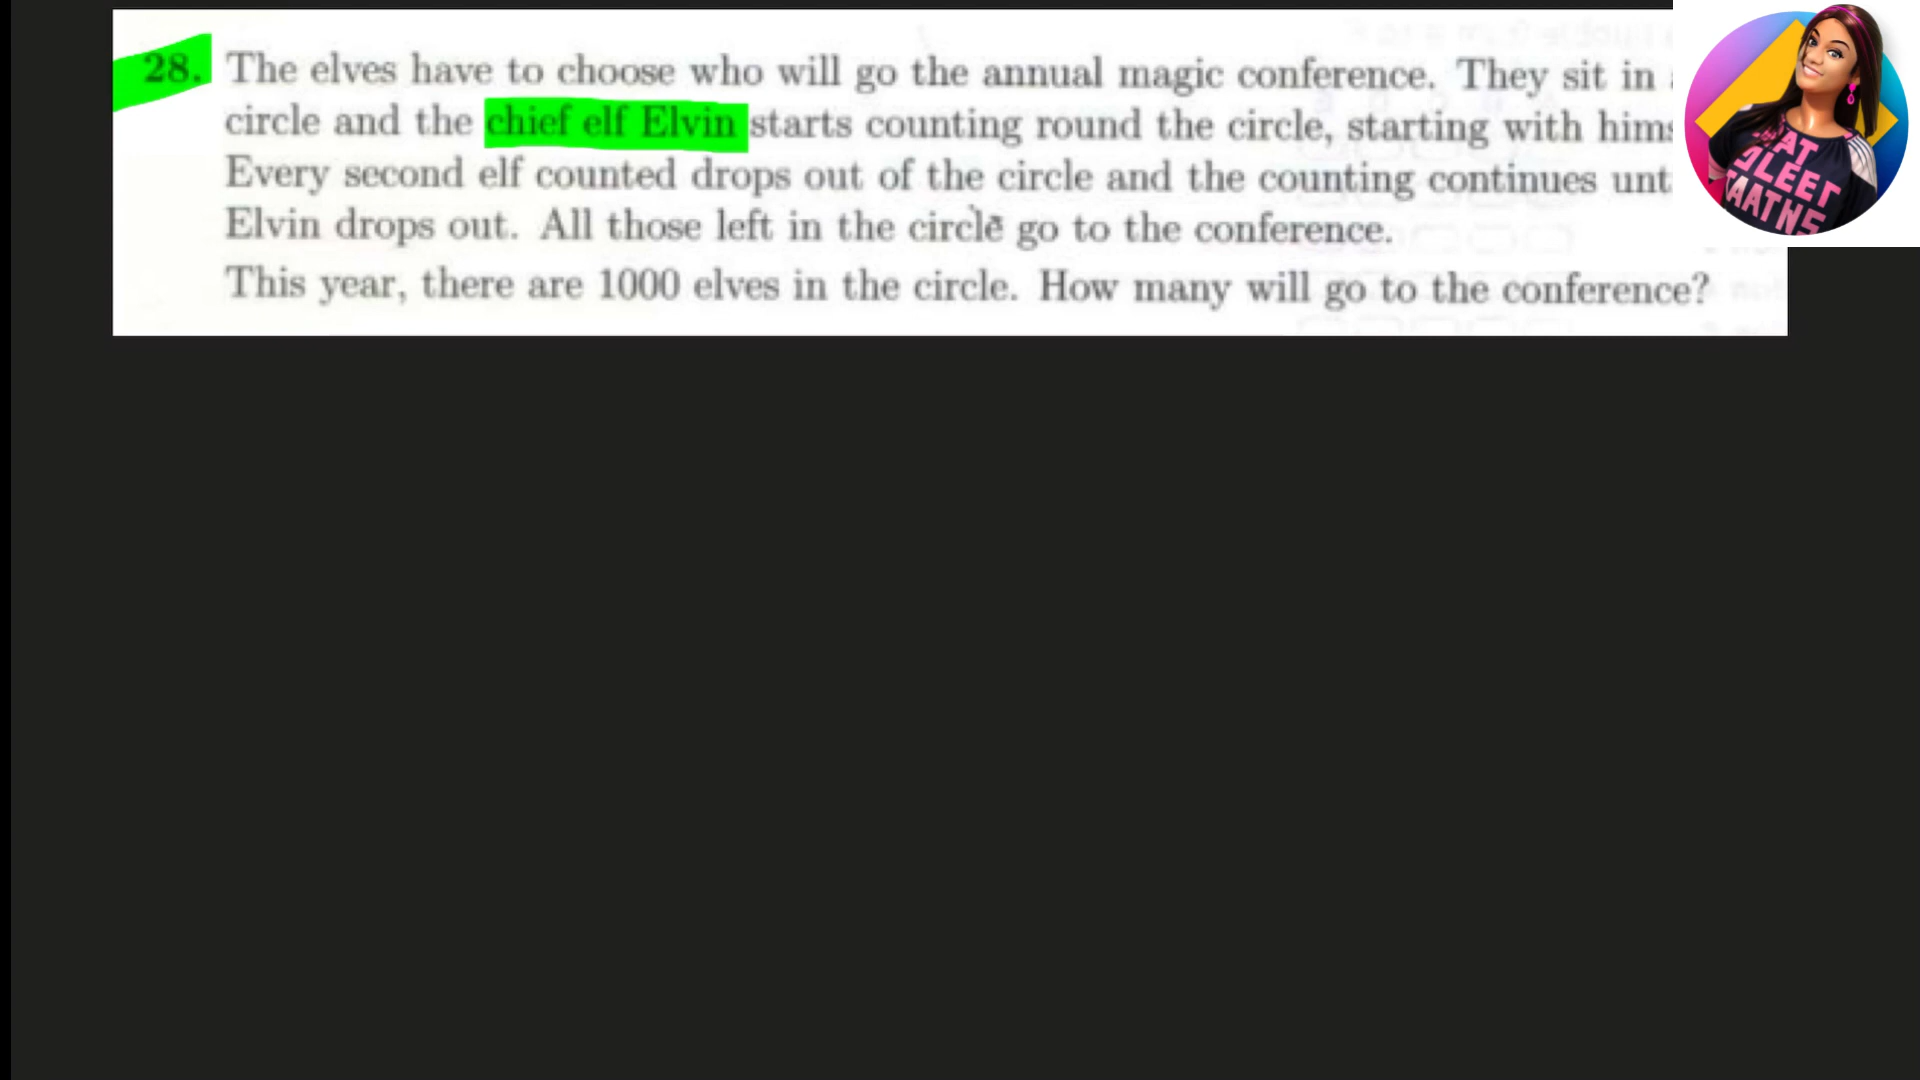 28. The elves have to choose who will go the annual magic conference. They sit in
circle and the chief elf Elvin starts counting round the circle, starting with
Every second elf counted drops out of the circle and the counting continues
Elvin drops out. All those left in the circle go to the conference.
This year, there are 1000 elves in the circle. How many will go to the conference?